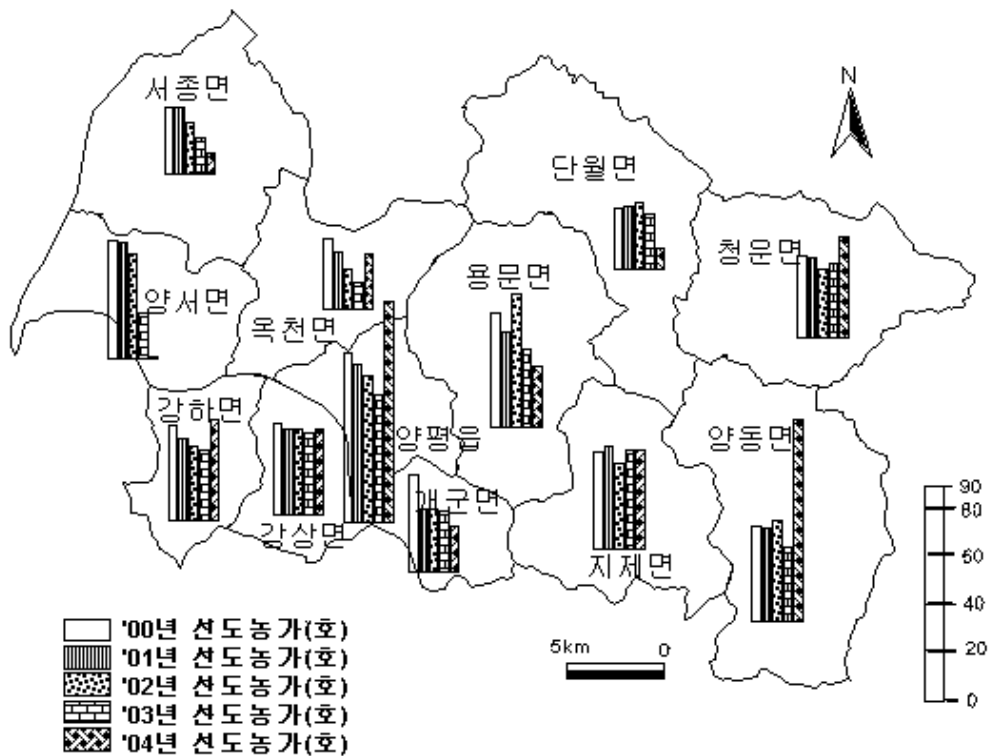 서종면
N
단월면
청운면
용문면
양서면
옥천면
강하면
양평읍
양동면
개군면
강상면
지제면
90
80
60
40
20
0
5km 0
'00년 선도농가(호)
'01년 선도농가(호)
'02년 선도농가(호)
'03년 선도농가(호)
'04년 선도농가(호)